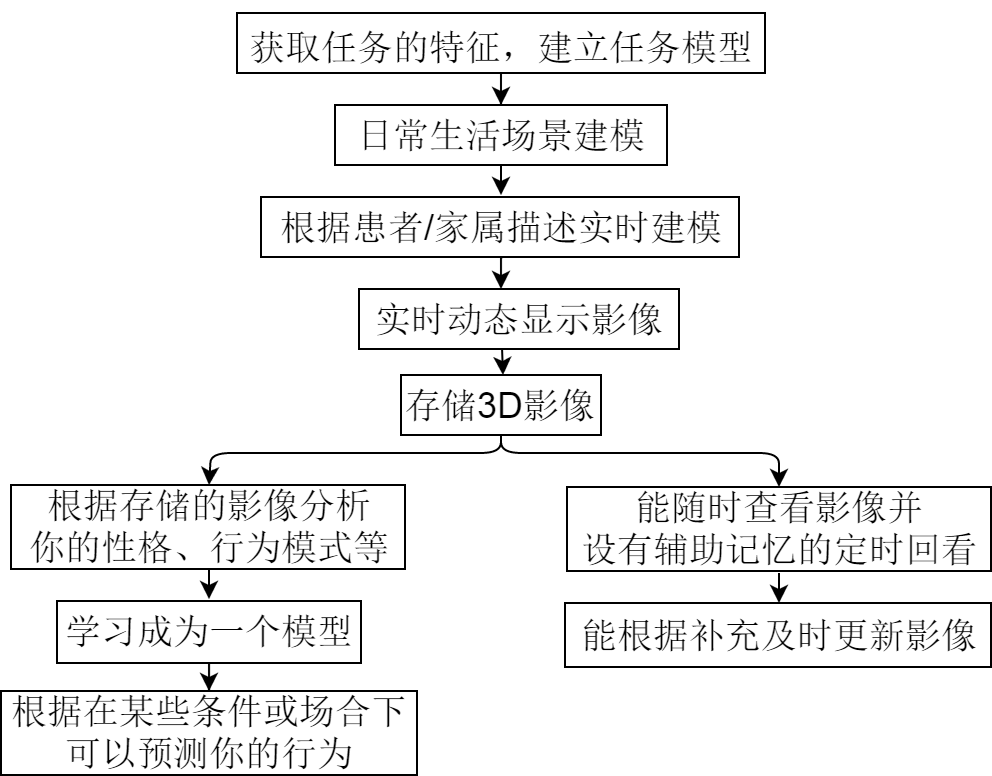 获取任务的特征，建立任务模型
日常生活场景建模
根据患者/家属描述实时建模
实时动态显示影像
存储3D影像
根据存储的影像分析
你的性格、行为模式等
学习成为一个模型
根据在某些条件或场合下
可以预测你的行为
能随时查看影像并
设有辅助记忆的定时回看
能根据补充及时更新影像